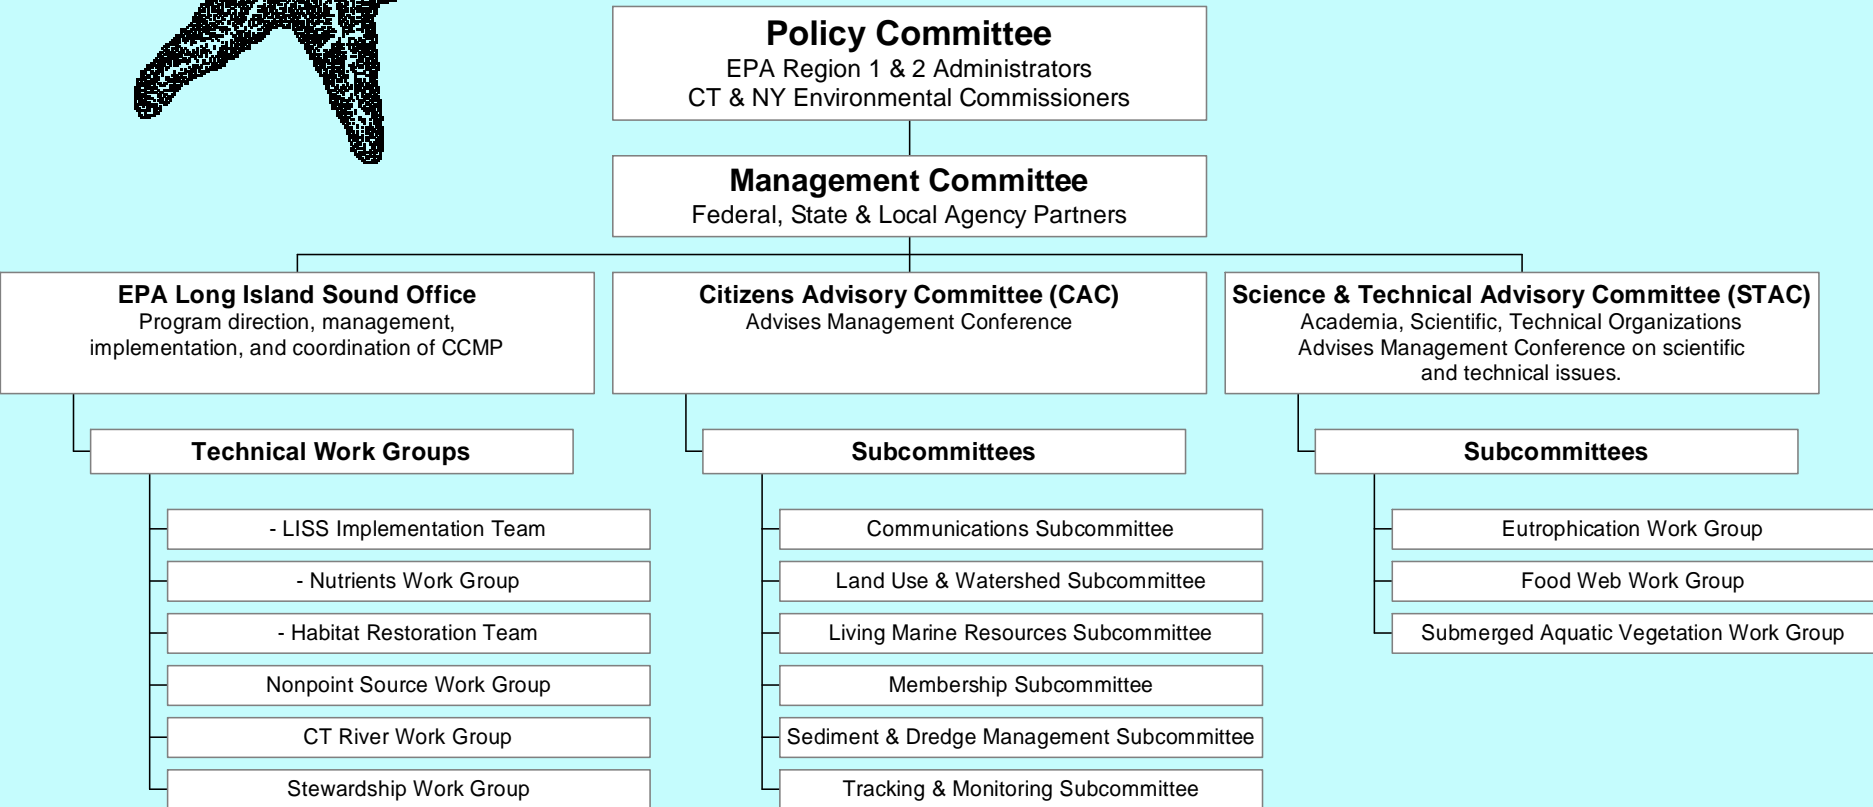 Policy Committee
EPA Region 1 & 2 Administrators
CT & NY Environmental Commissioners
Management Committee
Federal, State & Local Agency Partners
EPA Long Island Sound Office
Program direction, management,
implementation, and coordination of CCMP
Citizens Advisory Committee (CAC)
Advises Management Conference
Science & Technical Advisory Committee (STAC)
Academia, Scientific, Technical Organizations
Advises Management Conference on scientific
and technical issues.
Technical Work Groups
- LISS Implementation Team
- Nutrients Work Group
- Habitat Restoration Team
Nonpoint Source Work Group
CT River Work Group
Stewardship Work Group
Subcommittees
Communications Subcommittee
Land Use & Watershed Subcommittee
Living Marine Resources Subcommittee
Membership Subcommittee
Sediment & Dredge Management Subcommittee
Tracking & Monitoring Subcommittee
Subcommittees
Eutrophication Work Group
Food Web Work Group
Submerged Aquatic Vegetation Work Group